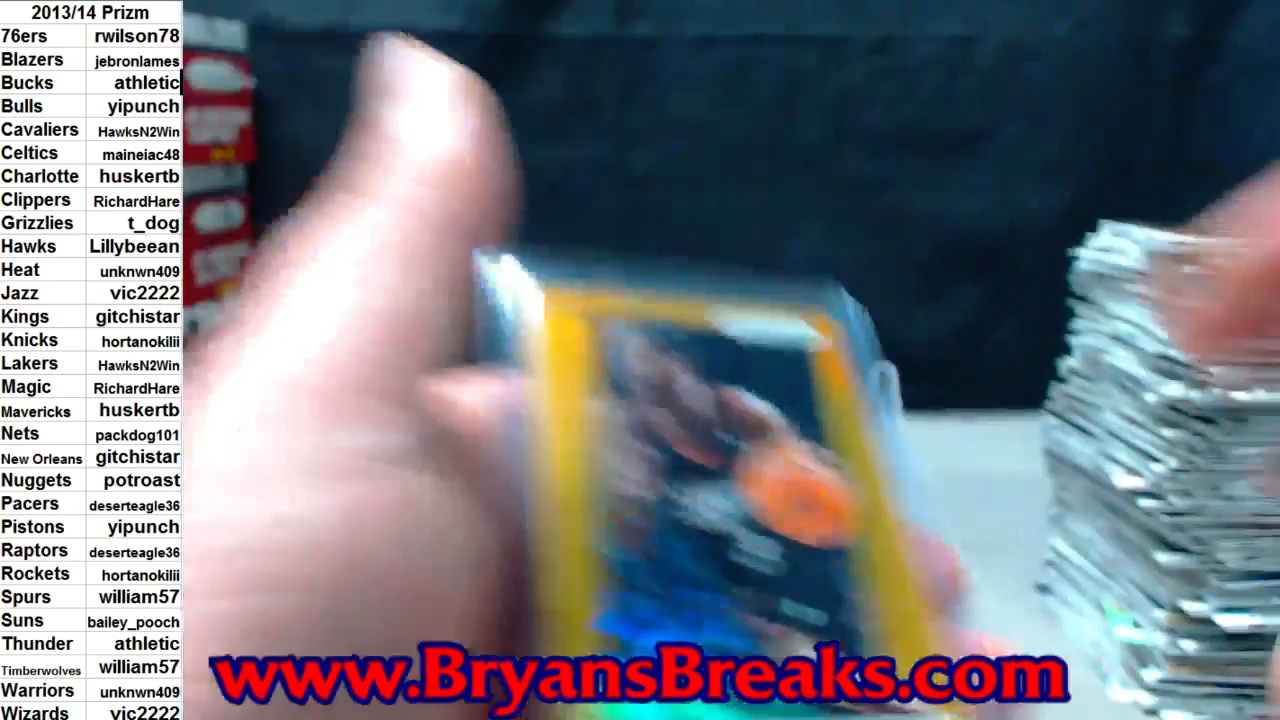 2013/14 Prizm
76ers rwilson78
Blazers jebronlames
Bucks athletic
Bulls yipunch
Cavaliers HawksN2Win
Celtics maineiac48
Charlotte huskertb
Clippers RichardHare
Grizzlies t_dog
Hawks Lillybeean
Heat unknwn409
Jazz vic2222
Kings gitchistar
Knicks hortanokilii
Lakers HawksN2Win
Magic RichardHare
Mavericks huskertb
Nets packdog101
New Orleans gitchistar
Nuggets potroast
Pacers deserteagle36
Pistons yipunch
Raptors deserteagle36
Rockets hortanokilii
Spurs william57
Suns bailey_pooch
Thunder athletic
Timberwolves william57
Warriors unknwn409
Wizards vic2222
www.BryansBreaks.com